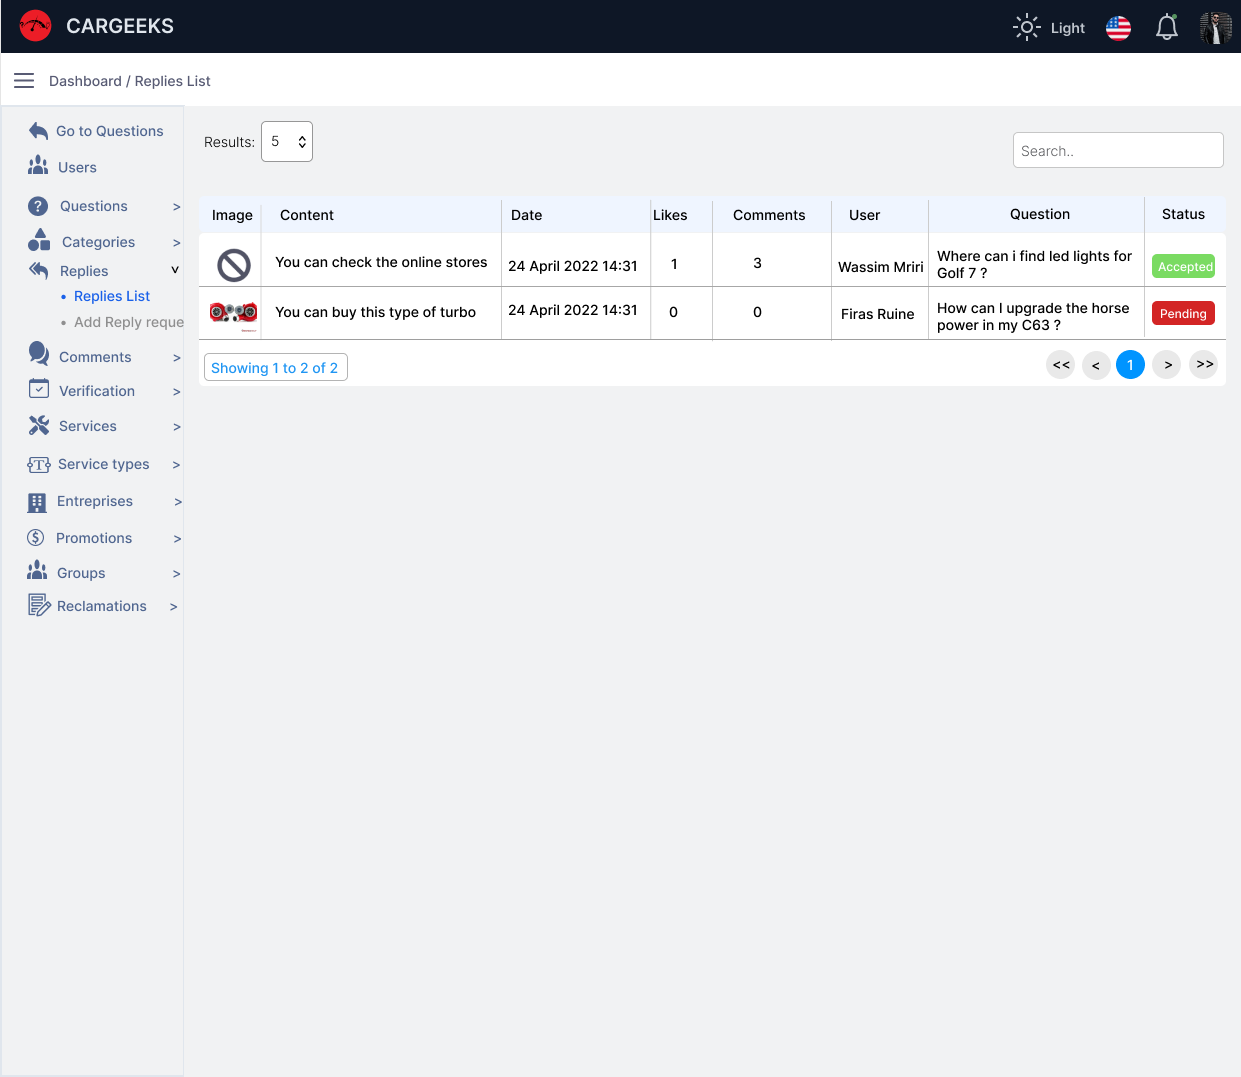 CARGEEKS
Light
Dashboard / Replies List
Go to Questions
Users
Questions >
Categories >
Replies v
• Replies List
• Add Reply reque
Comments >
Verification >
Services >
Service types >
Entreprises >
Promotions >
Groups >
Reclamations >
Results: 5
Search..
Image Content Date Likes Comments User Question Status
You can check the online stores 24 April 2022 14:31 1 3 Wassim Mriri Where can i find led lights for
Golf 7 ? Accepted
You can buy this type of turbo 24 April 2022 14:31 0 0 Firas Ruine How can I upgrade the horse
power in my C63 ? Pending
Showing 1 to 2 of 2
<< < 1 > >>